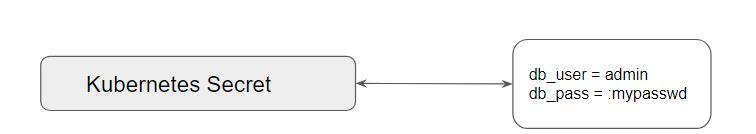 Kubernetes Secret
db_user = admin
db_pass = :mypasswd